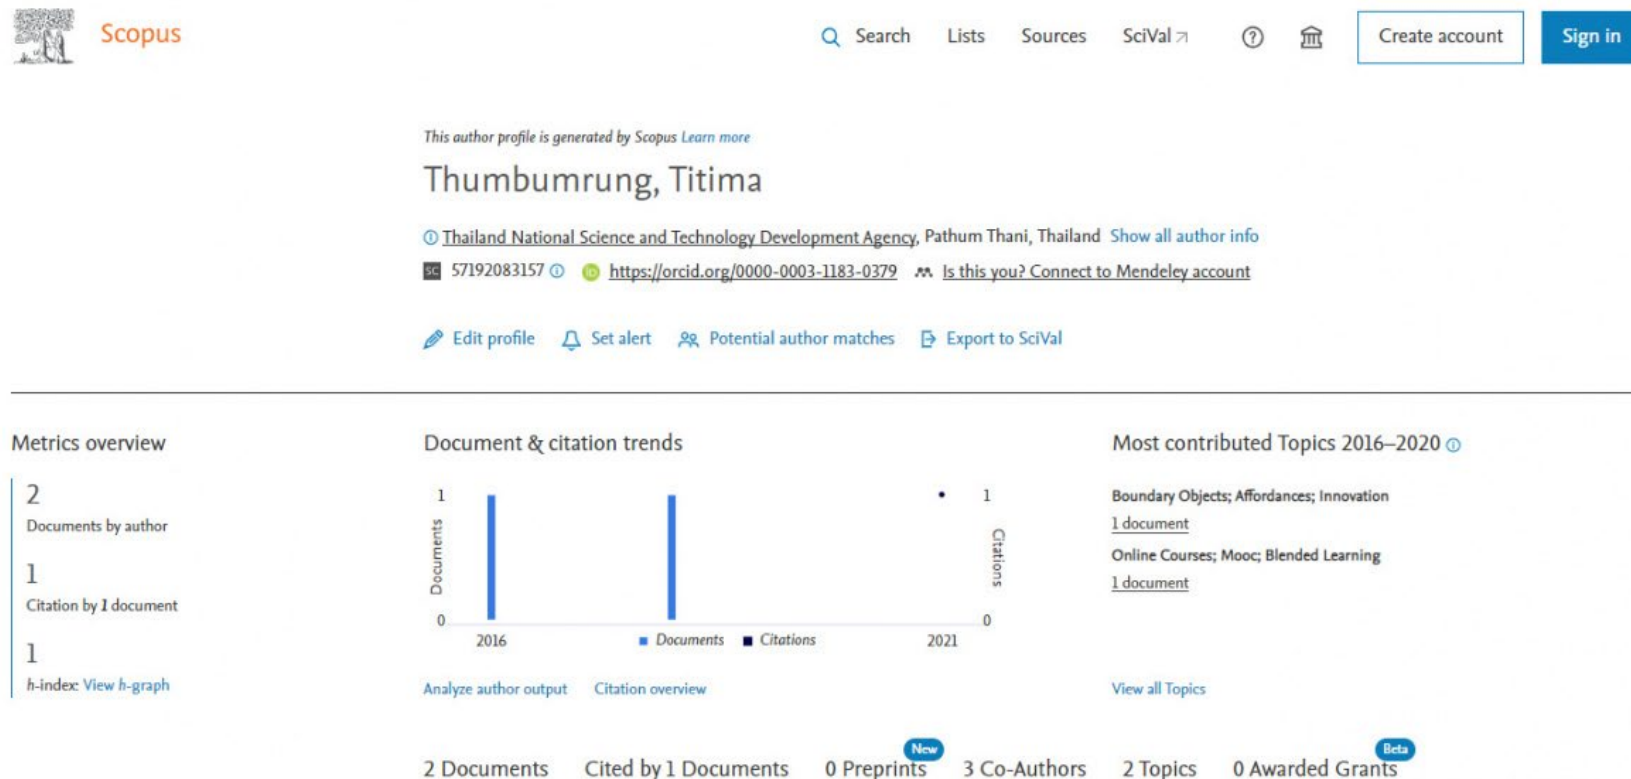 Scopus
Search Lists Sources SciVal Create account Sign in
This author profile is generated by Scopus Learn more
Thumbumrung, Titima
Thailand National Science and Technology Development Agency, Pathum Thani, Thailand Show all author info
SC 57192083157 https://orcid.org/0000-0003-1183-0379 Is this you? Connect to Mendeley account
Edit profile Set alert Potential author matches Export to SciVal
Metrics overview
2
Documents by author
1
Citation by 1 document
1
h-index: View h-graph
Document & citation trends
1 1
Documents
Citations
0 0
2016 Documents Citations 2021
Analyze author output Citation overview
Most contributed Topics 2016–2020
Boundary Objects; Affordances; Innovation
1 document
Online Courses; Mooc; Blended Learning
1 document
View all Topics
New Beta
2 Documents Cited by 1 Documents 0 Preprints 3 Co-Authors 2 Topics 0 Awarded Grants